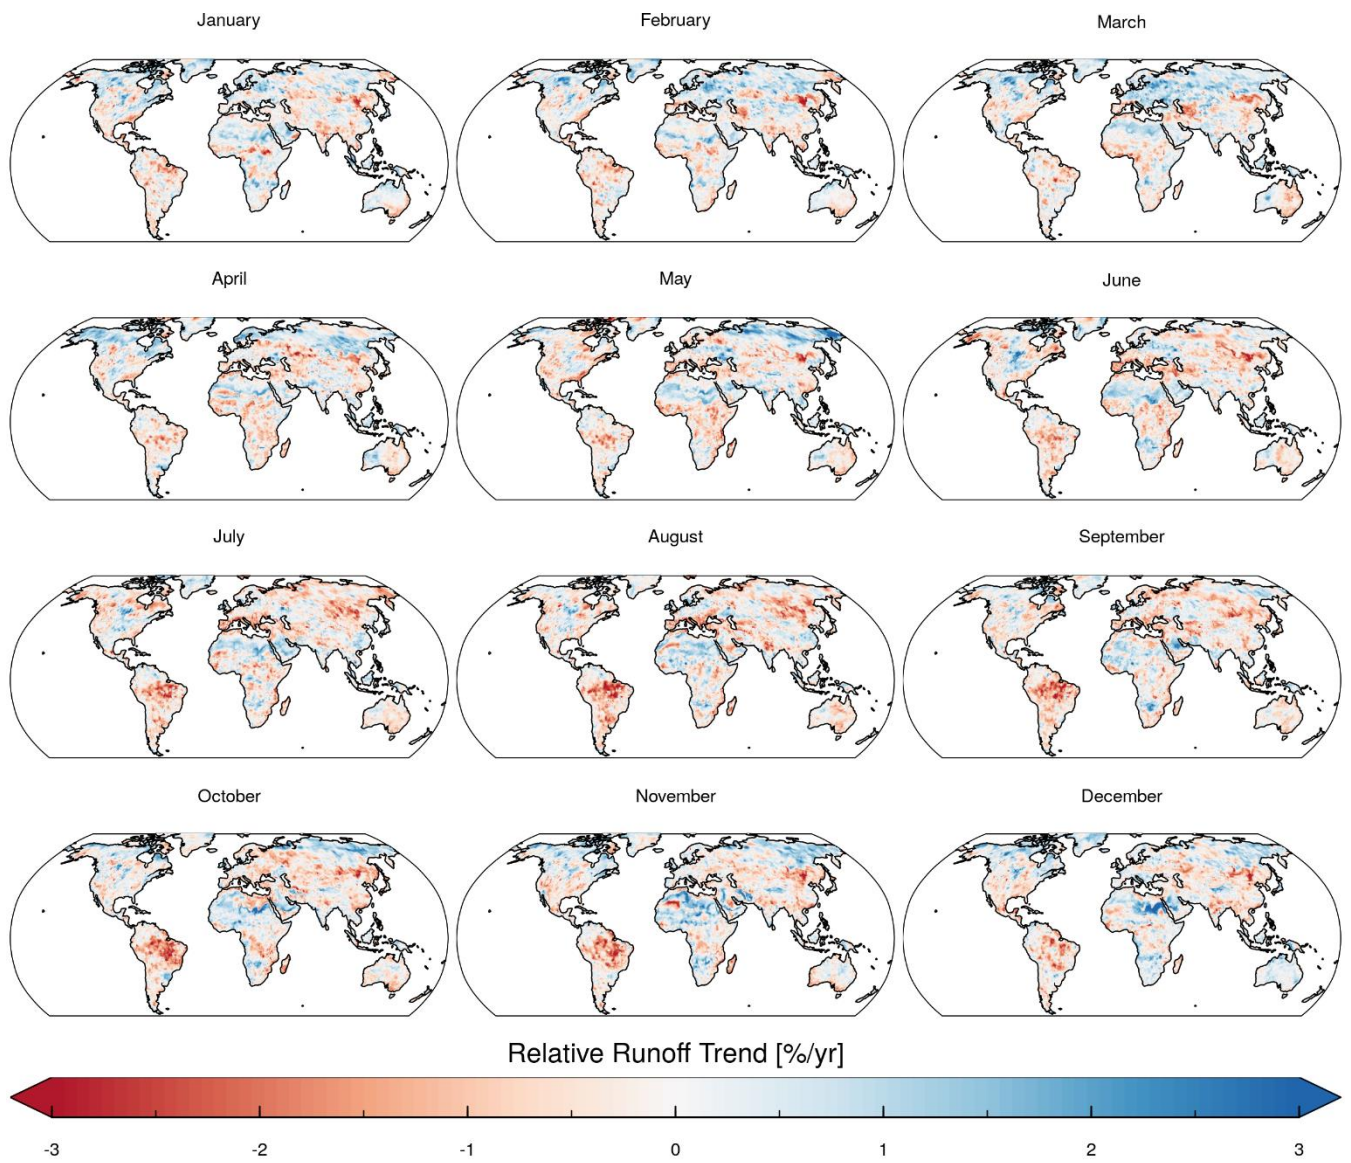 January February March
April May June
July August September
October November December
Relative Runoff Trend [%/yr]
-3 -2 -1 0 1 2 3